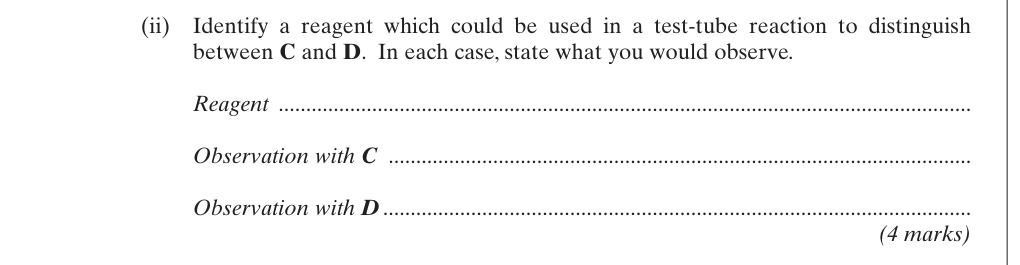 (ii) Identify a reagent which could be used in a test-tube reaction to distinguish
between C and D. In each case, state what you would observe.
Reagent ..............................................................................................................................
Observation with C ..........................................................................................................
Observation with D ...........................................................................................................
(4 marks)